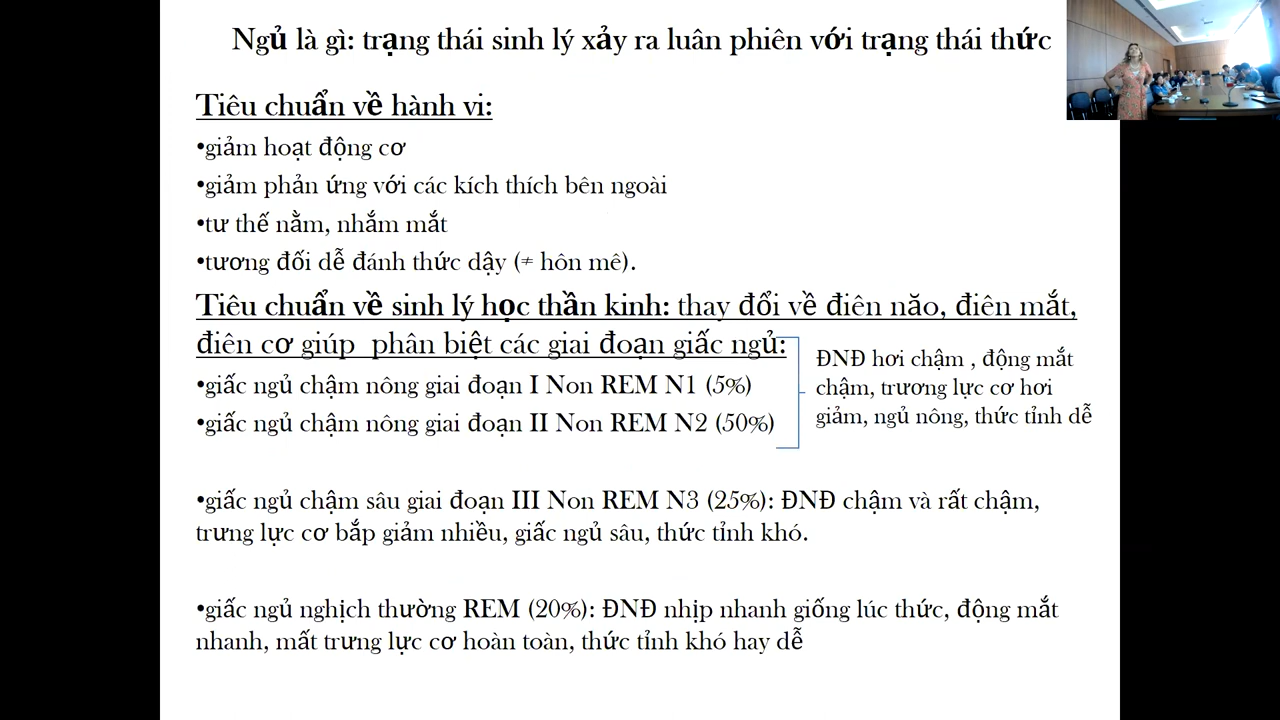 Ngủ là gì: trạng thái sinh lý xảy ra luân phiên với trạng thái thức
Tiêu chuẩn về hành vi:
•giảm hoạt động cơ
•giảm phản ứng với các kích thích bên ngoài
•tư thế nằm, nhắm mắt
•tương đối dễ đánh thức dậy (≠ hôn mê).
Tiêu chuẩn về sinh lý học thần kinh: thay đổi về điên não, điên mắt,
điên cơ giúp phân biệt các giai đoạn giấc ngủ:
•giấc ngủ chậm nông giai đoạn I Non REM N1 (5%)
•giấc ngủ chậm nông giai đoạn II Non REM N2 (50%)
ĐNĐ hơi chậm , động mắt
chậm, trương lực cơ hơi
giảm, ngủ nông, thức tỉnh dễ
•giấc ngủ chậm sâu giai đoạn III Non REM N3 (25%): ĐNĐ chậm và rất chậm,
trưng lực cơ bắp giảm nhiều, giấc ngủ sâu, thức tỉnh khó.
•giấc ngủ nghịch thường REM (20%): ĐNĐ nhịp nhanh giống lúc thức, động mắt
nhanh, mất trưng lực cơ hoàn toàn, thức tỉnh khó hay dễ